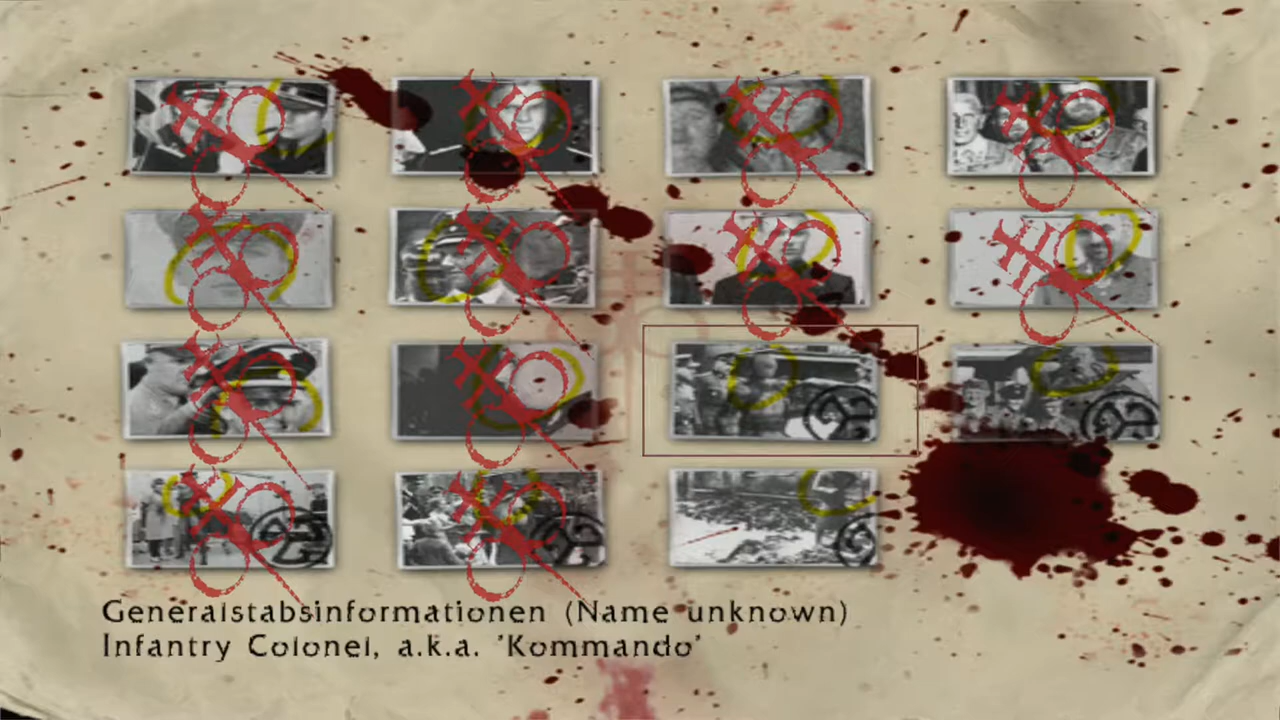 Generalstabsinformationen (Name unknown)
Infantry Colonel, a.k.a. 'Kommando'